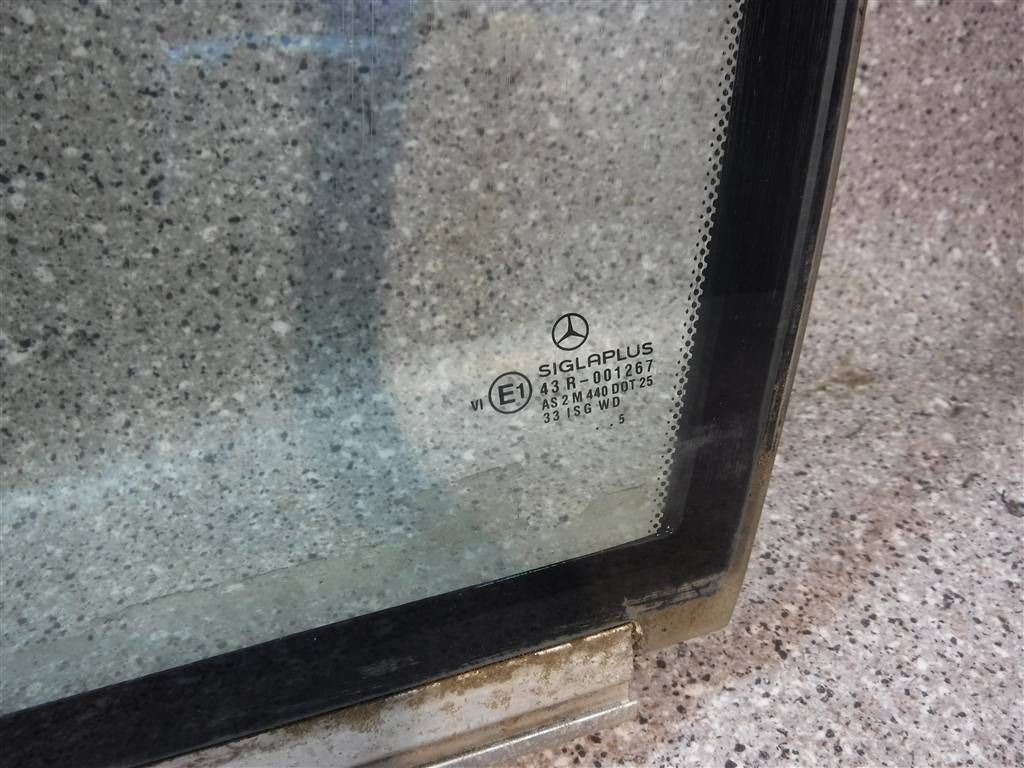 SIGLAPLUS
VI E1 43 R-001267
AS 2 M 440 DOT 25
33 ISG WD
. . 5